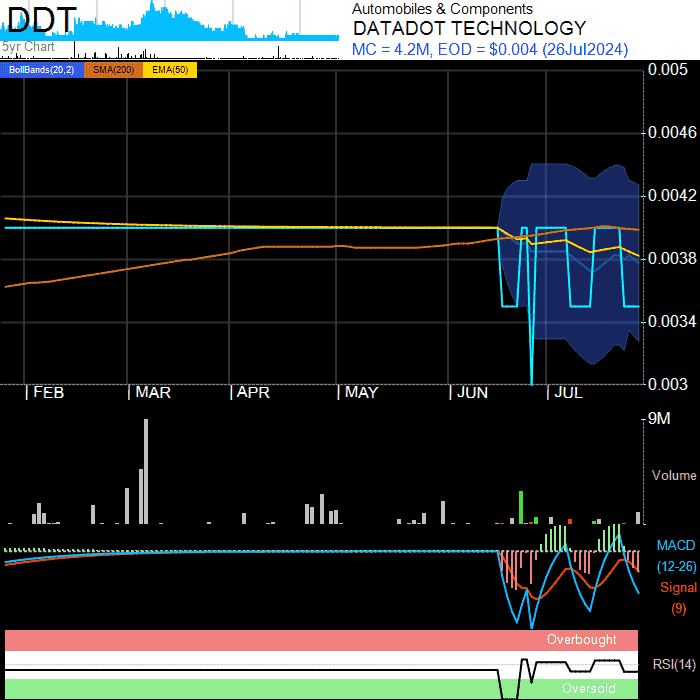 DDT
5yr Chart
Automobiles & Components
DATADOT TECHNOLOGY
MC = 4.2M, EOD = $0.004 (26Jul2024)
BollBands(20,2) SMA(200) EMA(50)
0.005
0.0046
0.0042
0.0038
0.0034
0.003
FEB MAR APR MAY JUN JUL
9M
Volume
MACD
(12-26)
Signal
(9)
Overbought
RSI(14)
Oversold